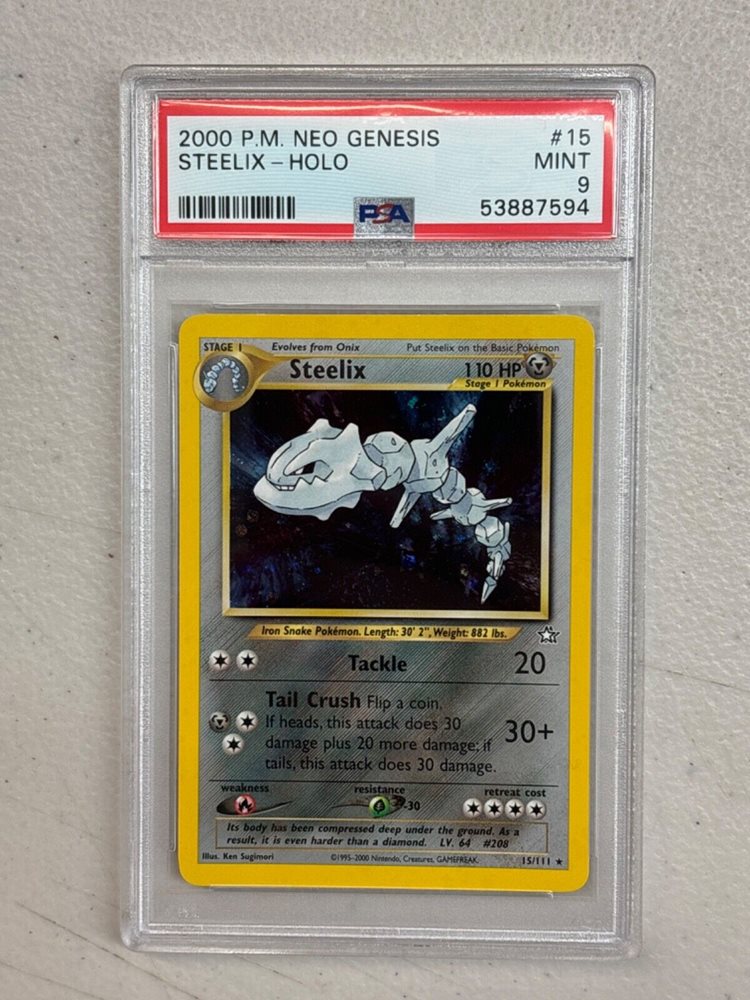 2000 P.M. NEO GENESIS #15
STEELIX – HOLO MINT
9
PSA 53887594
STAGE 1 Evolves from Onix Put Steelix on the Basic Pokémon
Steelix 110 HP
Stage 1 Pokémon
Iron Snake Pokémon. Length: 30' 2", Weight: 882 lbs.
Tackle 20
Tail Crush Flip a coin.
If heads, this attack does 30
damage plus 20 more damage; if
tails, this attack does 30 damage.
30+
weakness resistance retreat cost
-30
Its body has been compressed deep under the ground. As a
result, it is even harder than a diamond. LV. 64 #208
Illus. Ken Sugimori ©1995-2000 Nintendo, Creatures, GAMEFREAK. 15/111 ★